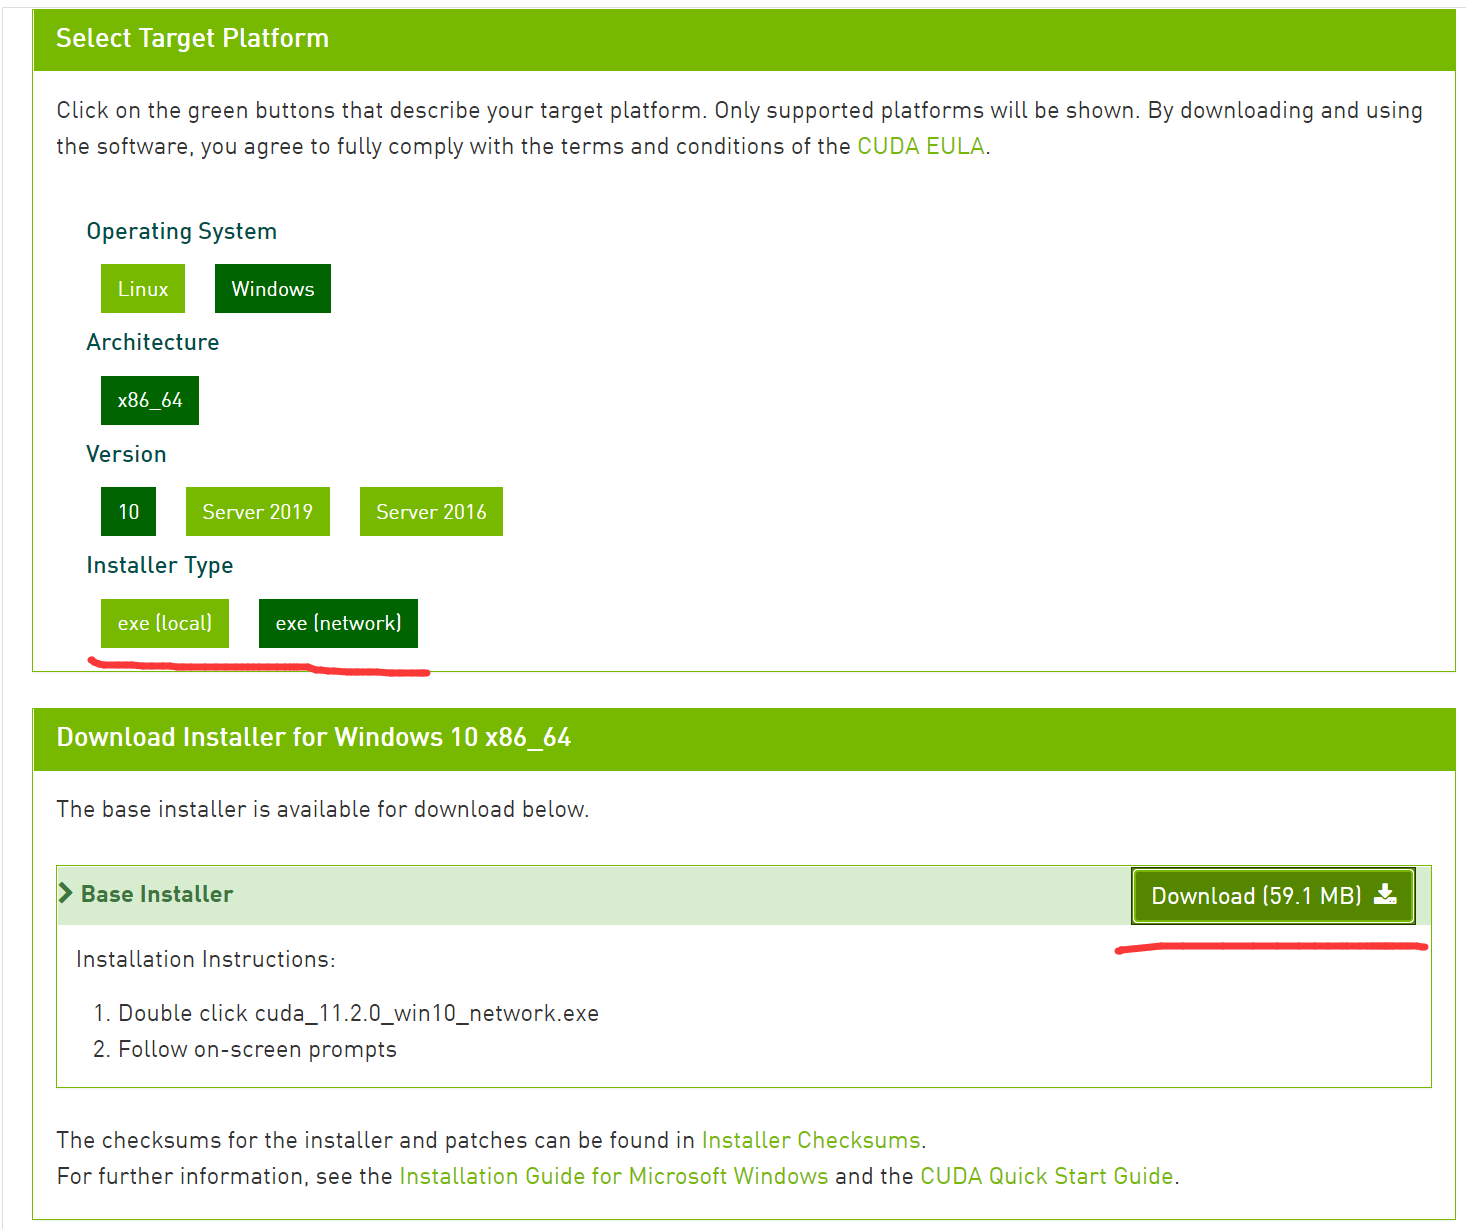 Select Target Platform
Click on the green buttons that describe your target platform. Only supported platforms will be shown. By downloading and using
the software, you agree to fully comply with the terms and conditions of the CUDA EULA.
Operating System
Linux Windows
Architecture
x86_64
Version
10 Server 2019 Server 2016
Installer Type
exe (local) exe (network)
Download Installer for Windows 10 x86_64
The base installer is available for download below.
Base Installer Download (59.1 MB)
Installation Instructions:
1. Double click cuda_11.2.0_win10_network.exe
2. Follow on-screen prompts
The checksums for the installer and patches can be found in Installer Checksums.
For further information, see the Installation Guide for Microsoft Windows and the CUDA Quick Start Guide.